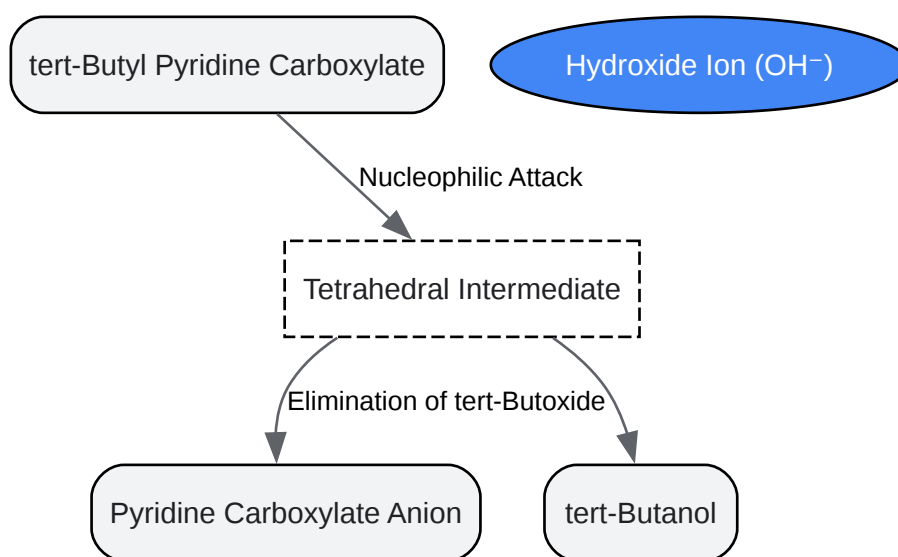 tert-Butyl Pyridine Carboxylate
Hydroxide Ion (OH⁻)
Nucleophilic Attack
Tetrahedral Intermediate
Elimination of tert-Butoxide
Pyridine Carboxylate Anion
tert-Butanol